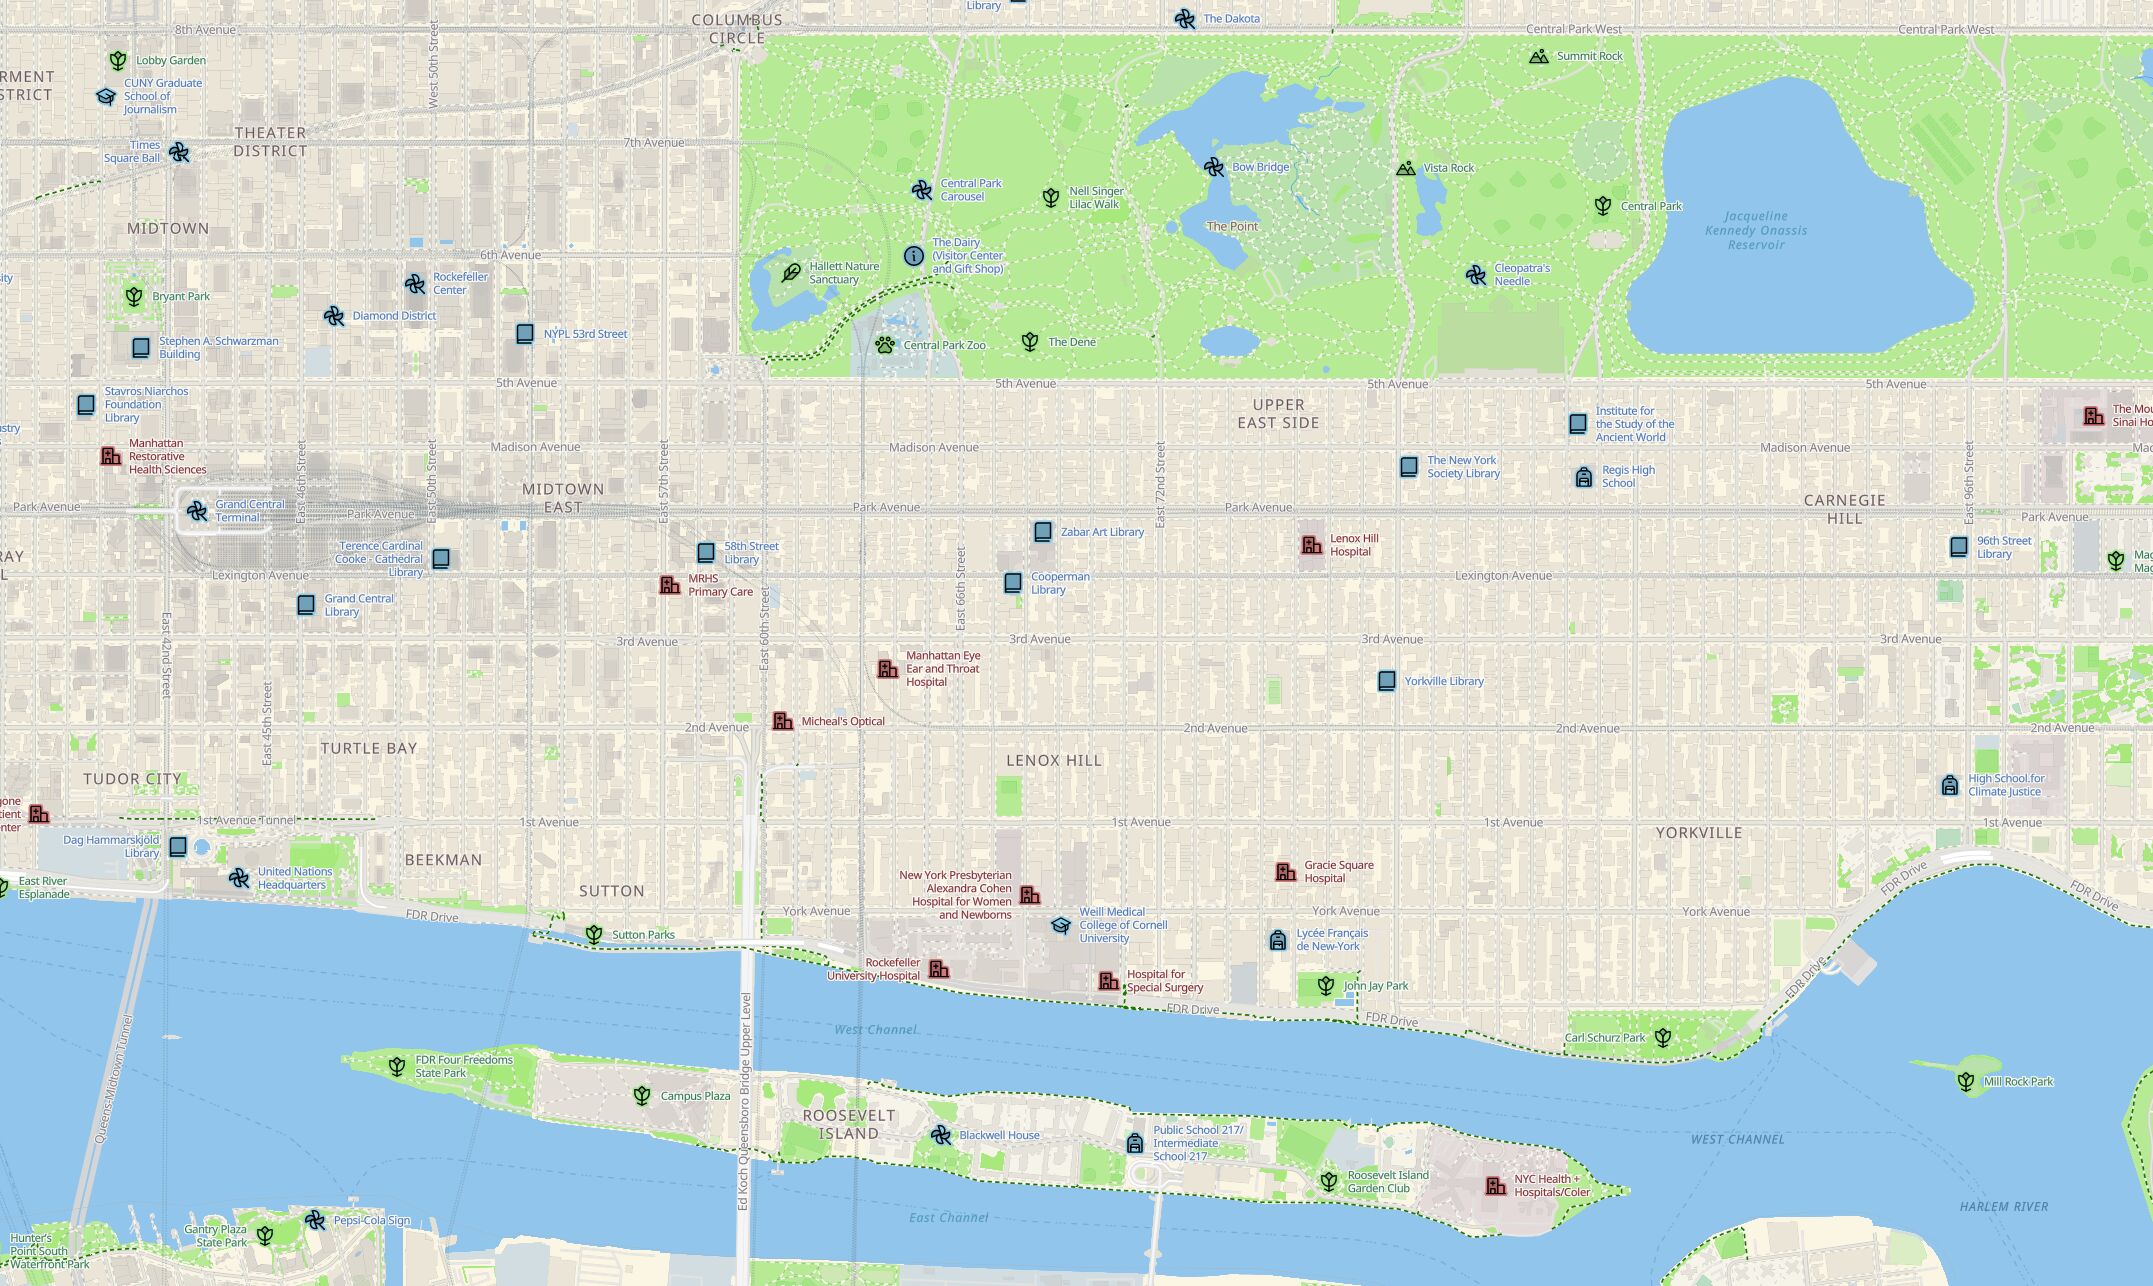 COLUMBUS
CIRCLE
Library
The Dakota
8th Avenue
Central Park West
Central Park West
West 50th Street
Lobby Garden
Summit Rock
CUNY Graduate
School of
Journalism
THEATER
DISTRICT
7th Avenue
Times
Square Ball
Bow Bridge
Vista Rock
Central Park
Carousel
Nell Singer
Lilac Walk
Central Park
Jacqueline
Kennedy Onassis
Reservoir
MIDTOWN
The Point
6th Avenue
The Dairy
(Visitor Center
and Gift Shop)
Hallett Nature
Sanctuary
Cleopatra's
Needle
Rockefeller
Center
Bryant Park
Diamond District
NYPL 53rd Street
Stephen A. Schwarzman
Building
Central Park Zoo
The Dene
5th Avenue
5th Avenue
5th Avenue
5th Avenue
Stavros Niarchos
Foundation
Library
UPPER
EAST SIDE
Institute for
the Study of the
Ancient World
The Mou
Sinai Ho
Manhattan
Restorative
Health Sciences
Madison Avenue
Madison Avenue
Madison Avenue
East 46th Street
East 50th Street
East 57th Street
East 72nd Street
East 96th Street
The New York
Society Library
Regis High
School
MIDTOWN
EAST
CARNEGIE
HILL
Park Avenue
Grand Central
Terminal
Park Avenue
Park Avenue
Park Avenue
Park Avenue
Zabar Art Library
Lenox Hill
Hospital
96th Street
Library
Terence Cardinal
Cooke - Cathedral
Library
58th Street
Library
Lexington Avenue
Lexington Avenue
MRHS
Primary Care
Cooperman
Library
East 66th Street
East 60th Street
Grand Central
Library
East 42nd Street
3rd Avenue
3rd Avenue
3rd Avenue
3rd Avenue
Manhattan Eye
Ear and Throat
Hospital
Yorkville Library
East 45th Street
Micheal's Optical
2nd Avenue
2nd Avenue
2nd Avenue
2nd Avenue
TURTLE BAY
LENOX HILL
TUDOR CITY
High School for
Climate Justice
1st Avenue Tunnel
1st Avenue
1st Avenue
1st Avenue
1st Avenue
YORKVILLE
Dag Hammarskjöld
Library
BEEKMAN
United Nations
Headquarters
East River
Esplanade
SUTTON
New York Presbyterian
Alexandra Cohen
Hospital for Women
and Newborns
Gracie Square
Hospital
FDR Drive
FDR Drive
FDR Drive
York Avenue
York Avenue
York Avenue
Sutton Parks
Weill Medical
College of Cornell
University
Lycée Français
de New-York
Rockefeller
University Hospital
Hospital for
Special Surgery
John Jay Park
FDR Drive
FDR Drive
FDR Drive
West Channel
Carl Schurz Park
Queens-Midtown Tunnel
Ed Koch Queensboro Bridge Upper Level
FDR Four Freedoms
State Park
Campus Plaza
Mill Rock Park
ROOSEVELT
ISLAND
Blackwell House
Public School 217/
Intermediate
School 217
WEST CHANNEL
Roosevelt Island
Garden Club
NYC Health +
Hospitals/Coler
HARLEM RIVER
East Channel
Gantry Plaza
State Park
Pepsi-Cola Sign
Hunter's
Point South
Waterfront Park